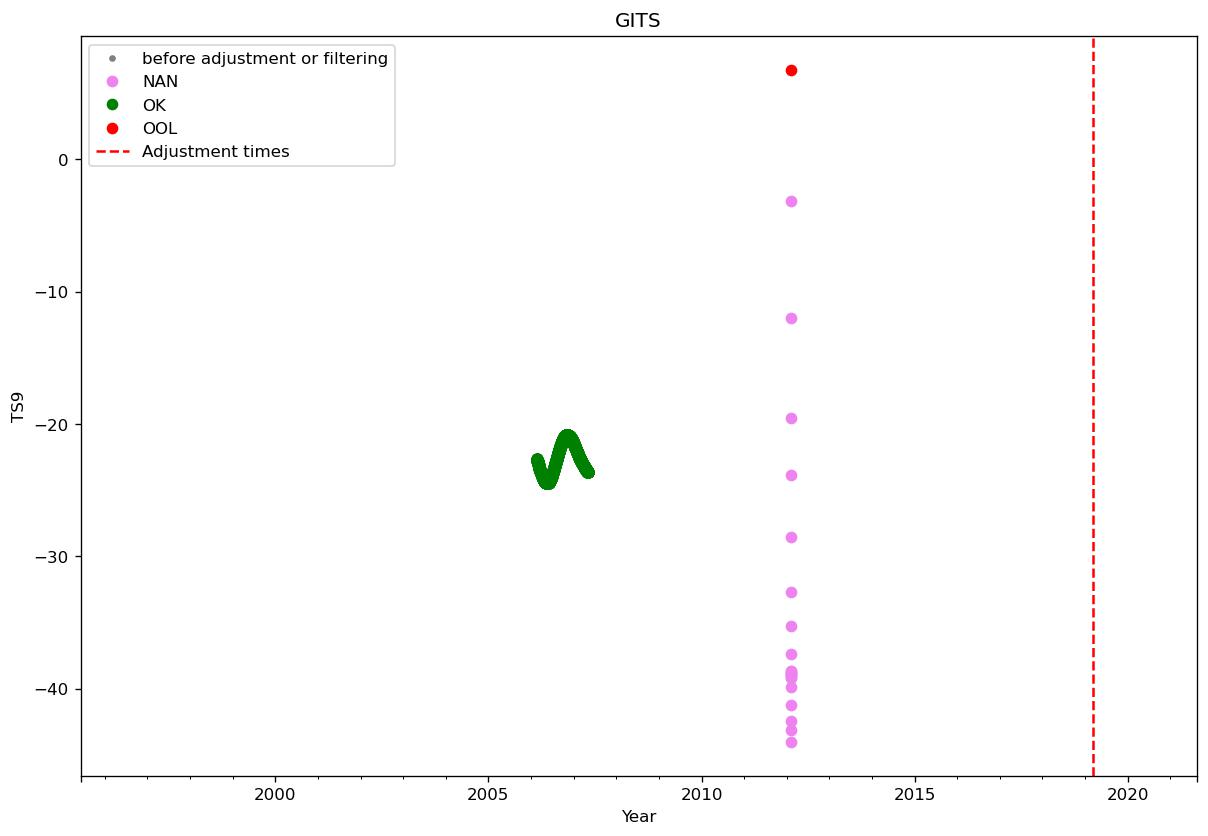 GITS
before adjustment or filtering
NAN
OK
OOL
Adjustment times
0
−10
−20
−30
−40
TS9
2000 2005 2010 2015 2020
Year